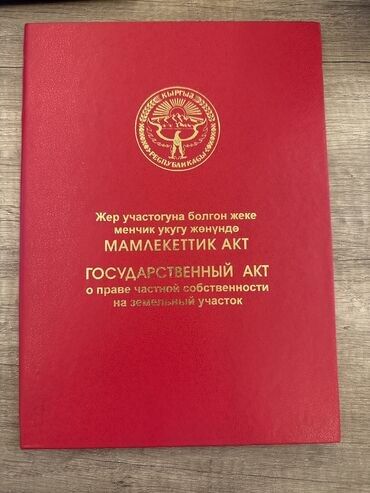 КЫРГЫЗ
РЕСПУБЛИКАСЫ
Жер участогуна болгон жеке
менчик укугу жөнүндө
МАМЛЕКЕТТИК АКТ
ГОСУДАРСТВЕННЫЙ АКТ
о праве частной собственности
на земельный участок